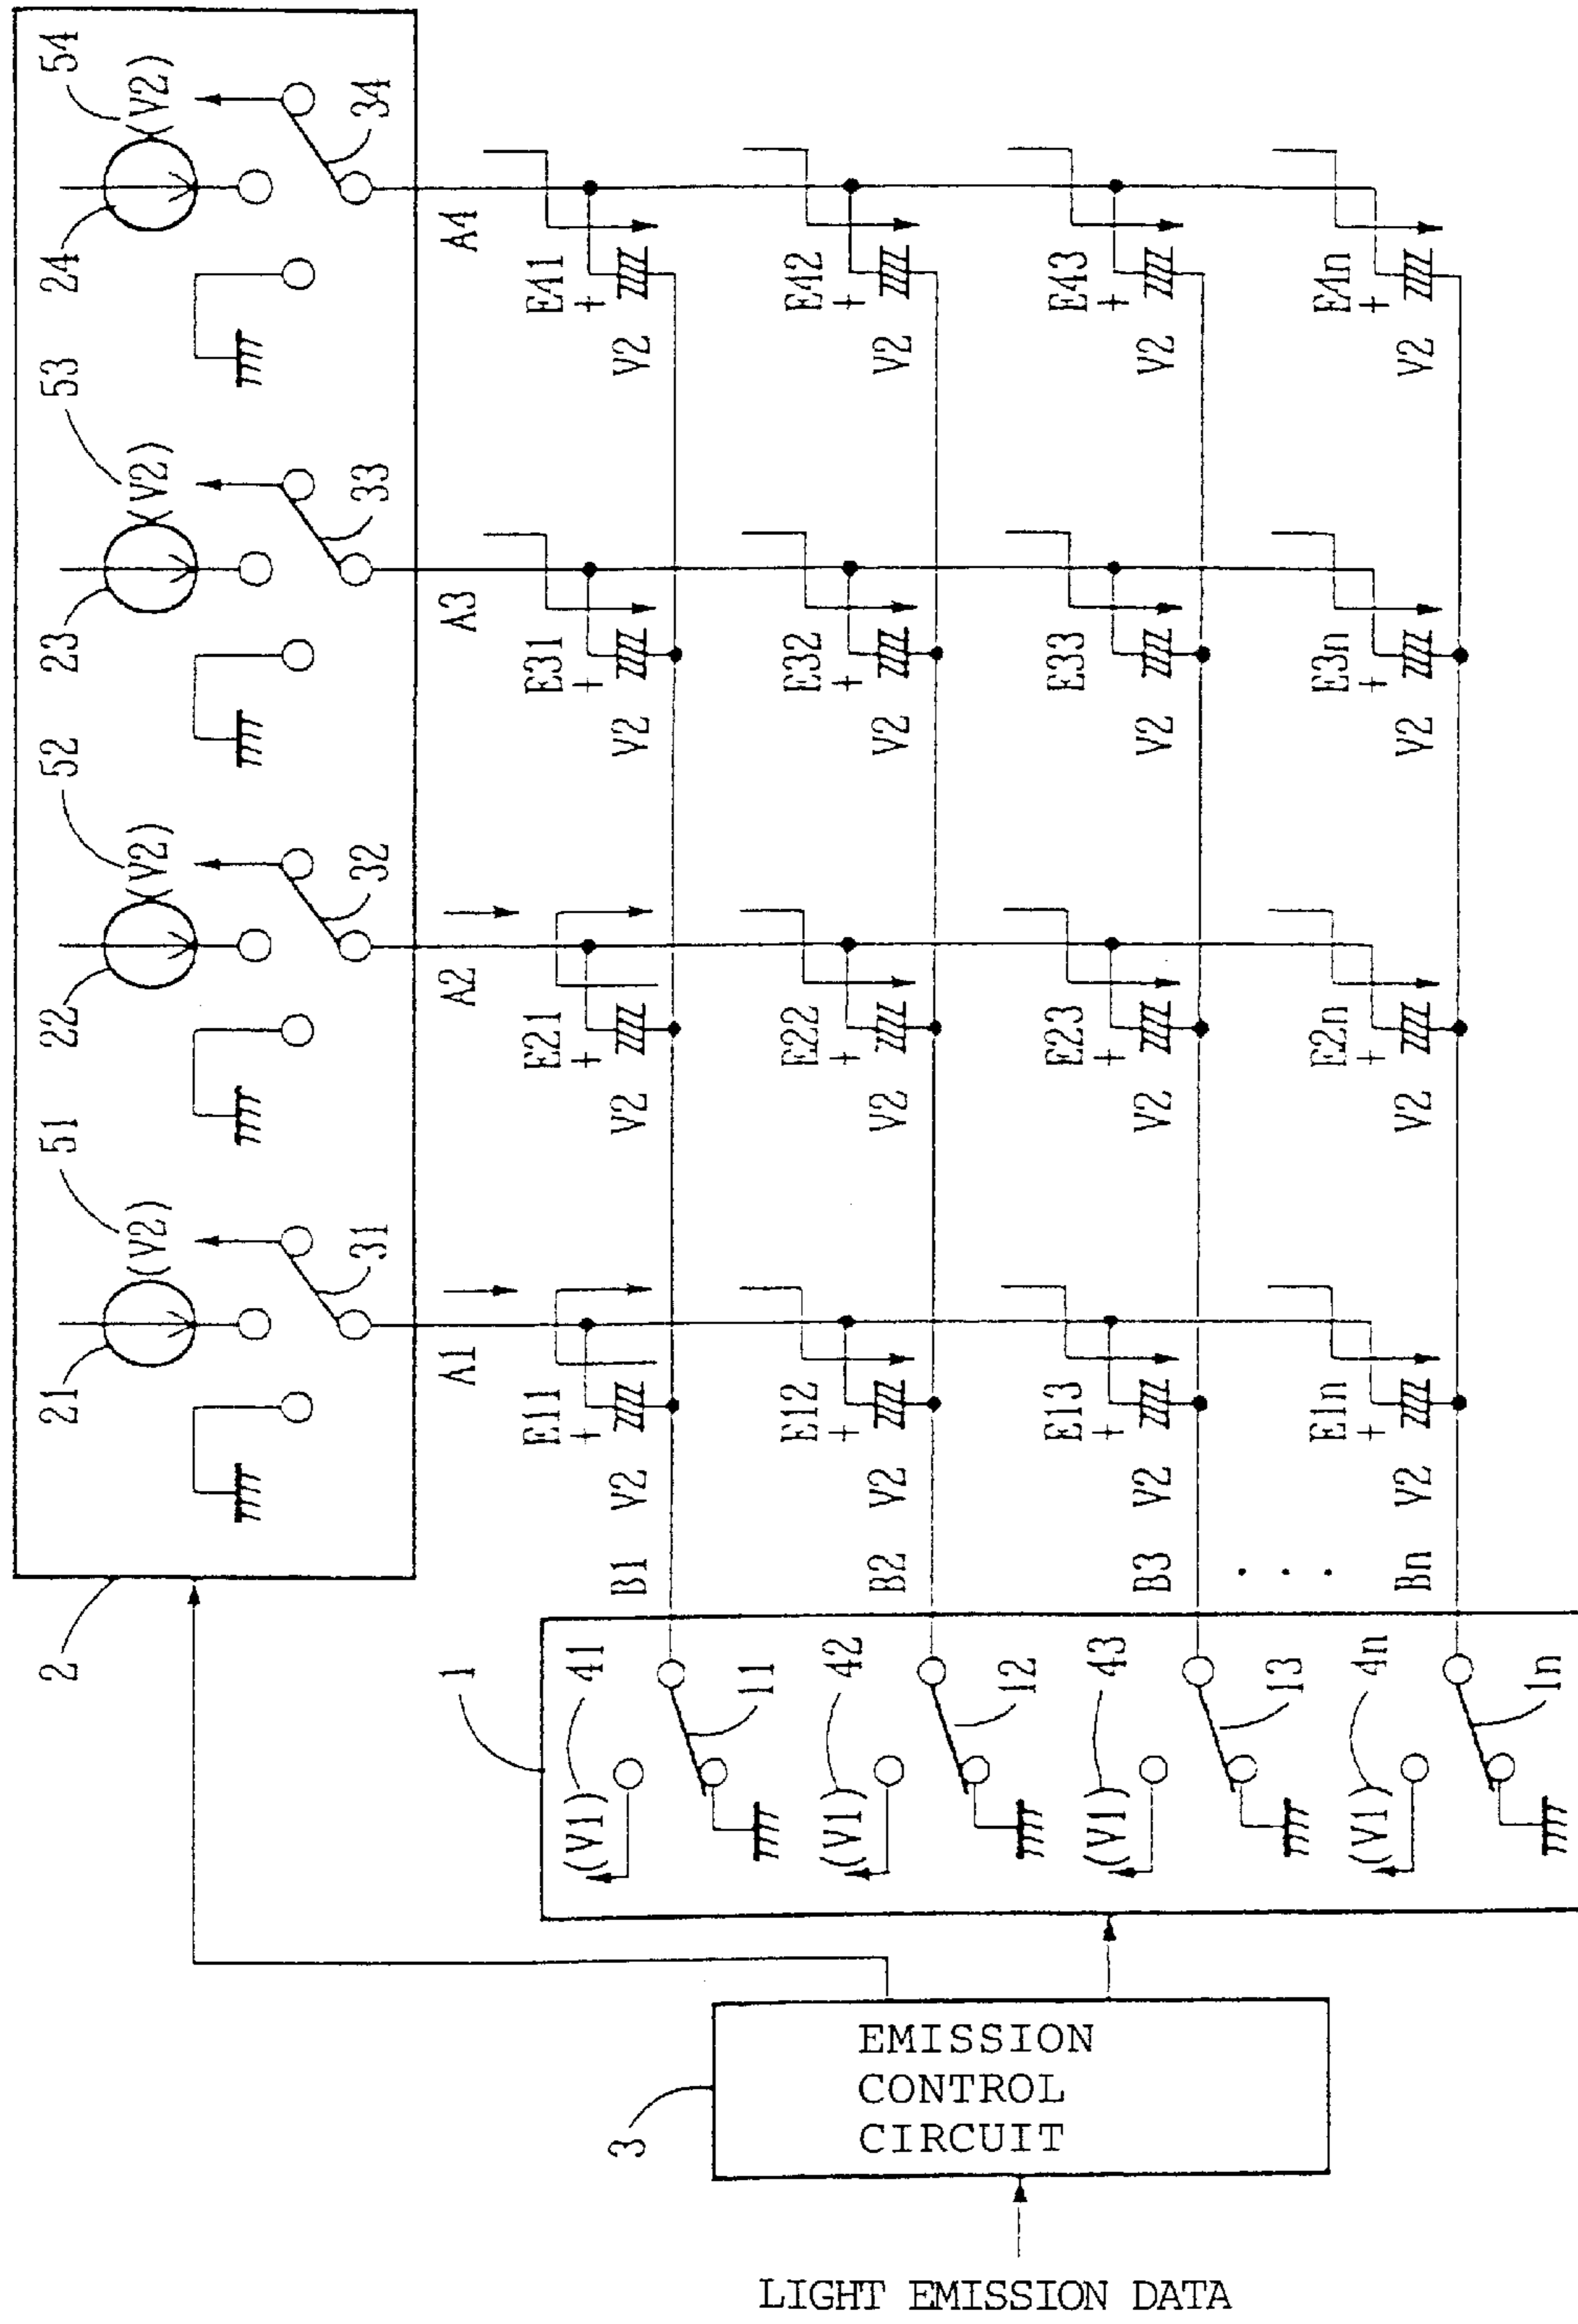 54
53
52
51
(V2)
(V2)
(V2)
(V2)
24
23
22
21
34
33
32
31
2
A4
A3
A2
A1
E41
E31
E21
E11
+
+
+
+
V2
V2
V2
V2
B1
E42
E32
E22
E12
+
+
+
+
V2
V2
V2
V2
B2
E43
E33
E23
E13
+
+
+
V2
V2
V2
V2
B3
. . .
E4n
E3n
E2n
E1n
+
+
+
+
V2
V2
V2
V2
Bn
1
41
(V1)
11
42
(V1)
12
43
(V1)
13
4n
(V1)
1n
3
EMISSION
CONTROL
CIRCUIT
LIGHT EMISSION DATA